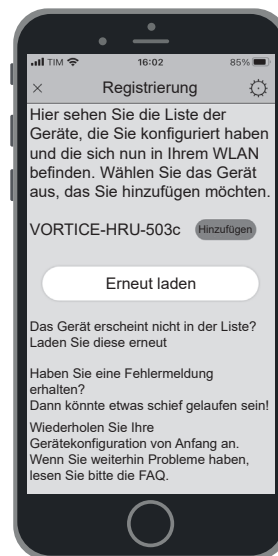 TIM 16:02 85%
× Registrierung
Hier sehen Sie die Liste der
Geräte, die Sie konfiguriert haben
und die sich nun in Ihrem WLAN
befinden. Wählen Sie das Gerät
aus, das Sie hinzufügen möchten.
VORTICE-HRU-503c Hinzufügen
Erneut laden
Das Gerät erscheint nicht in der Liste?
Laden Sie diese erneut
Haben Sie eine Fehlermeldung
erhalten?
Dann könnte etwas schief gelaufen sein!
Wiederholen Sie Ihre
Gerätekonfiguration von Anfang an.
Wenn Sie weiterhin Probleme haben,
lesen Sie bitte die FAQ.